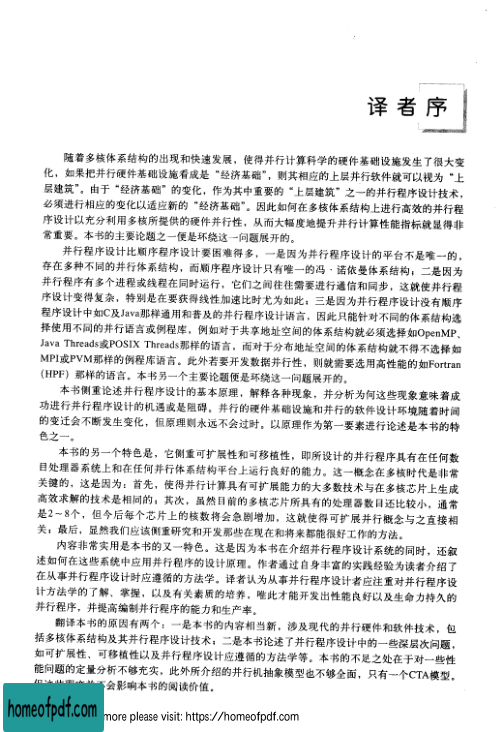 译者序
随着多核体系结构的出现和快速发展，使得并行计算科学的硬件基础设施发生了很大变
化，如果把并行硬件基础设施看成是“经济基础”，则其相应的上层并行软件就可以视为“上
层建筑”。由于“经济基础”的变化，作为其中重要的“上层建筑”之一的并行程序设计技术，
必须进行相应的变化以适应新的“经济基础”。因此如何在多核体系结构上进行高效的并行程
序设计以充分利用多核所提供的硬件并行性，从而大幅度地提升并行计算性能指标就显得非
常重要。本书的主要论题之一便是环绕这一问题展开的。
并行程序设计比顺序程序设计要困难得多，一是因为并行程序设计的平台不是唯一的，
存在多种不同的并行体系结构，而顺序程序设计只有唯一的冯·诺依曼体系结构；二是因为
并行程序有多个进程或线程在同时运行，它们之间往往需要进行通信和同步，这就使并行程
序设计变得复杂，特别是在要获得线性加速比时尤为如此；三是因为并行程序设计没有顺序
程序设计中如C及Java那样通用和普及的并行程序设计语言，因此只能针对不同的体系结构选
择使用不同的并行语言或例程库，例如对于共享地址空间的体系结构就必须选择如OpenMP、
Java Threads或POSIX Threads那样的语言，而对于分布地址空间的体系结构就不得不选择如
MPI或PVM那样的例程库语言。此外若要开发数据并行性，则就需要选用高性能的如Fortran
（HPF）那样的语言。本书另一个主要论题便是环绕这一问题展开的。
本书侧重论述并行程序设计的基本原理，解释各种现象，并分析为何这些现象意味着成
功进行并行程序设计的机遇或是阻碍。并行的硬件基础设施和并行的软件设计环境随着时间
的变迁会不断发生变化，但原理则永远不会过时。以原理作为第一要素进行论述是本书的特
色之一。
本书的另一个特色是，它侧重可扩展性和可移植性，即所设计的并行程序具有在任何数
目处理器系统上和在任何并行体系结构平台上运行良好的能力。这一概念在多核时代是非常
关键的，这是因为：首先，使得并行计算具有可扩展能力的大多数技术与在多核芯片上生成
高效求解的技术是相同的；其次，虽然目前的多核芯片所具有的处理器数目还比较小，通常
是2～8个，但今后每个芯片上的核数将会急剧增加，这就使得可扩展并行概念与之直接相
关；最后，显然我们应该侧重研究和开发那些在现在和将来都能很好工作的方法。
内容非常实用是本书的又一特色。这是因为本书在介绍并行程序设计系统的同时，还叙
述如何在这些系统中应用并行程序的设计原理。作者通过自身丰富的实践经验为读者介绍了
在从事并行程序设计时应遵循的方法学。译者认为从事并行程序设计者应注重对并行程序设
计方法学的了解、掌握，以及有关素质的培养，唯此才能开发出性能良好以及生命力持久的
并行程序，并提高编制并行程序的能力和生产率。
翻译本书的原因有两个：一是本书的内容相当新，涉及现代的并行硬件和软件技术，包
括多核体系结构及其并行程序设计技术；二是本书论述了并行程序设计中的一些深层次问题，
如可扩展性、可移植性以及并行程序设计应遵循的方法学等。本书的不足之处在于对一些性
能问题的定量分析不够充实，此外所介绍的并行机抽象模型也不够全面，只有一个CTA模型。
会影响本书的阅读价值。
homeofpdf.com
more please visit: https://homeofpdf.com